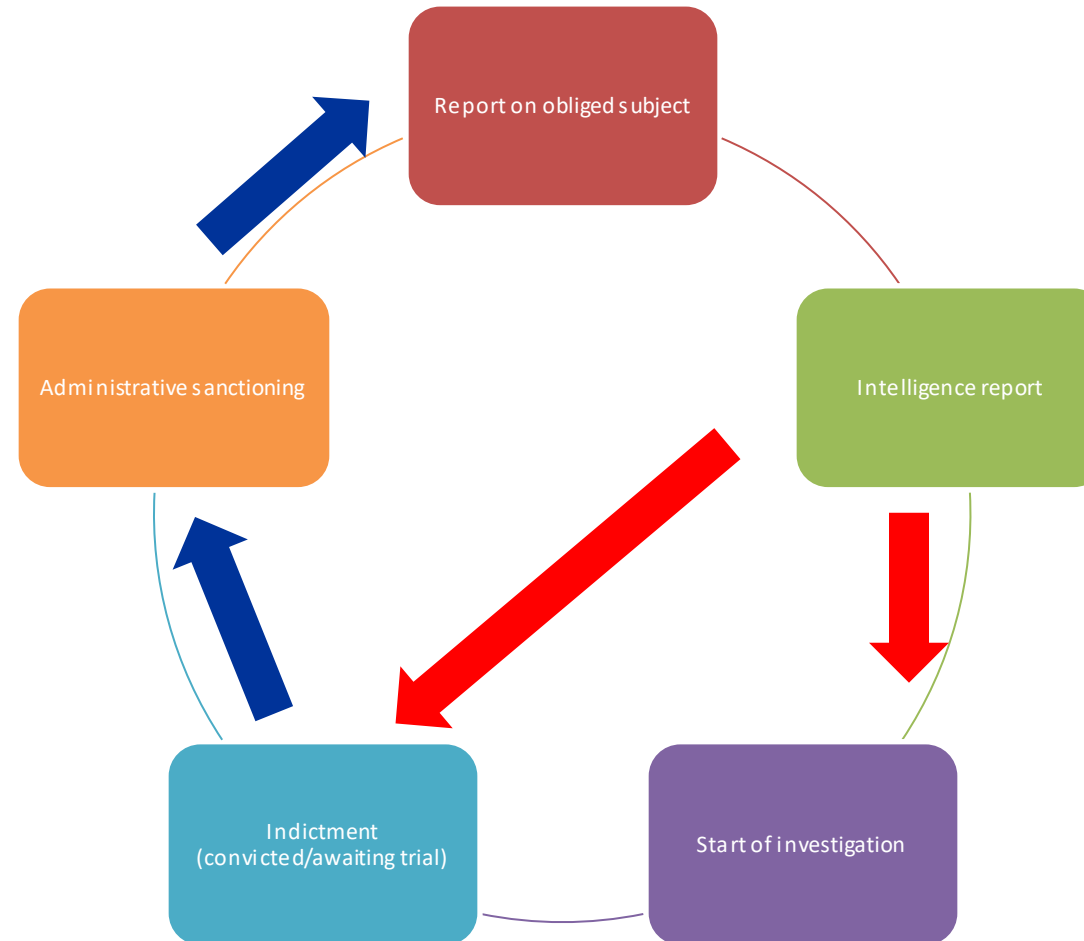 Report on obliged subject
Administrative sanctioning
Intelligence report
Indictment
(convicted/awaiting trial)
Start of investigation